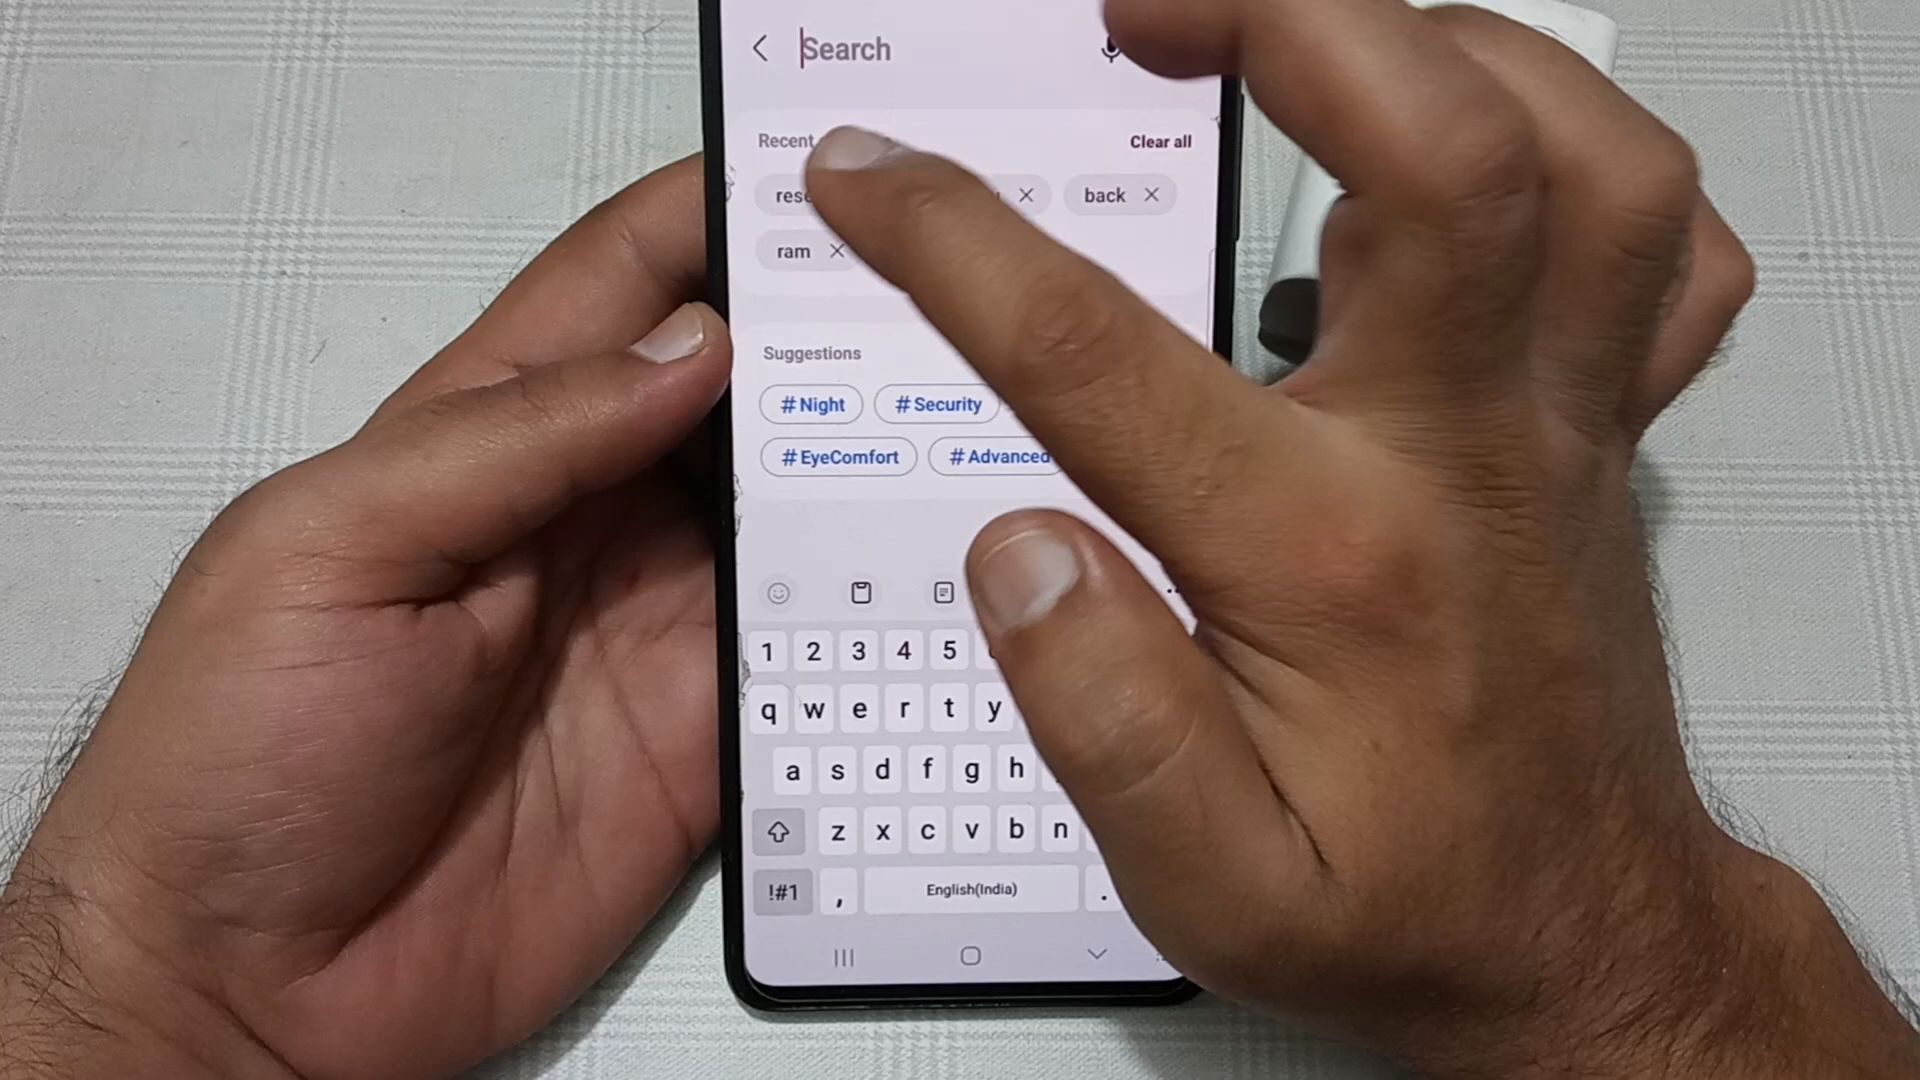 Search
Recent
Clear all
back
ram
Suggestions
#Night #Security
#EyeComfort #Advanced
1 2 3 4 5
q w e r t y
a s d f g h
z x c v b n
!#1 , English(India) .